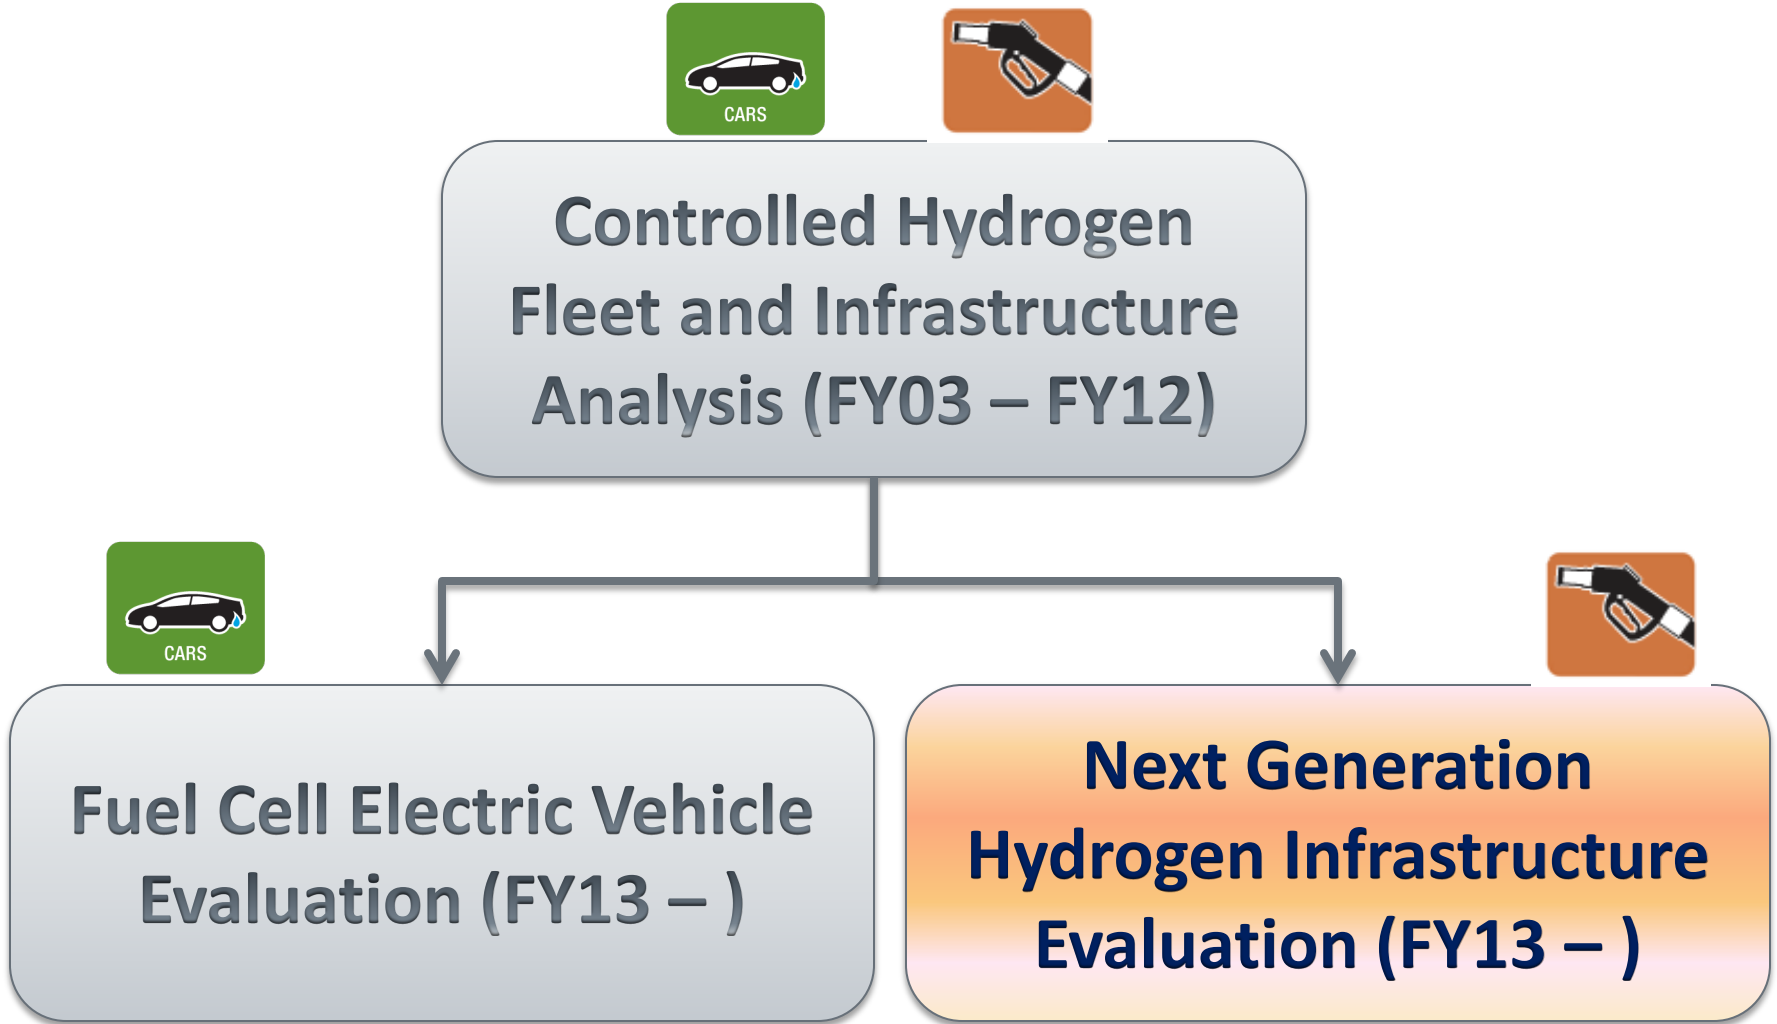 CARS
Controlled Hydrogen
Fleet and Infrastructure
Analysis (FY03 – FY12)
CARS
Fuel Cell Electric Vehicle
Evaluation (FY13 – )
Next Generation
Hydrogen Infrastructure
Evaluation (FY13 – )